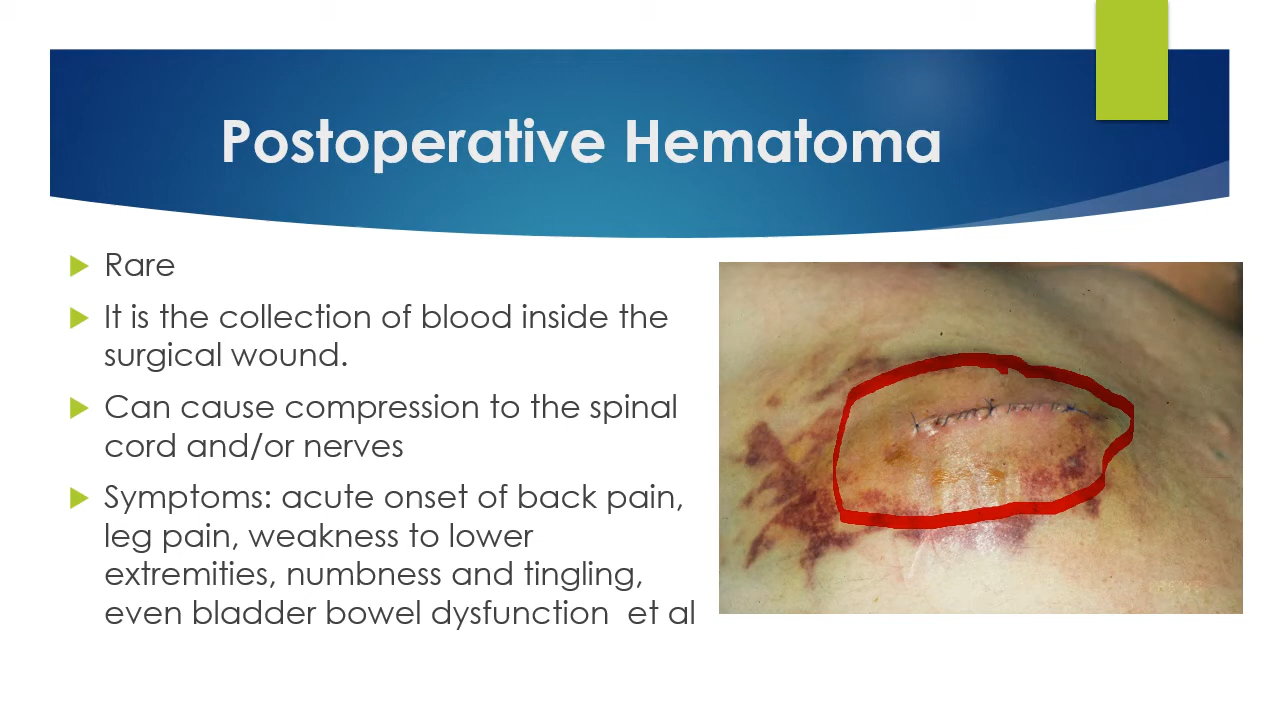 Postoperative Hematoma
Rare
It is the collection of blood inside the
surgical wound.
Can cause compression to the spinal
cord and/or nerves
Symptoms: acute onset of back pain,
leg pain, weakness to lower
extremities, numbness and tingling,
even bladder bowel dysfunction  et al